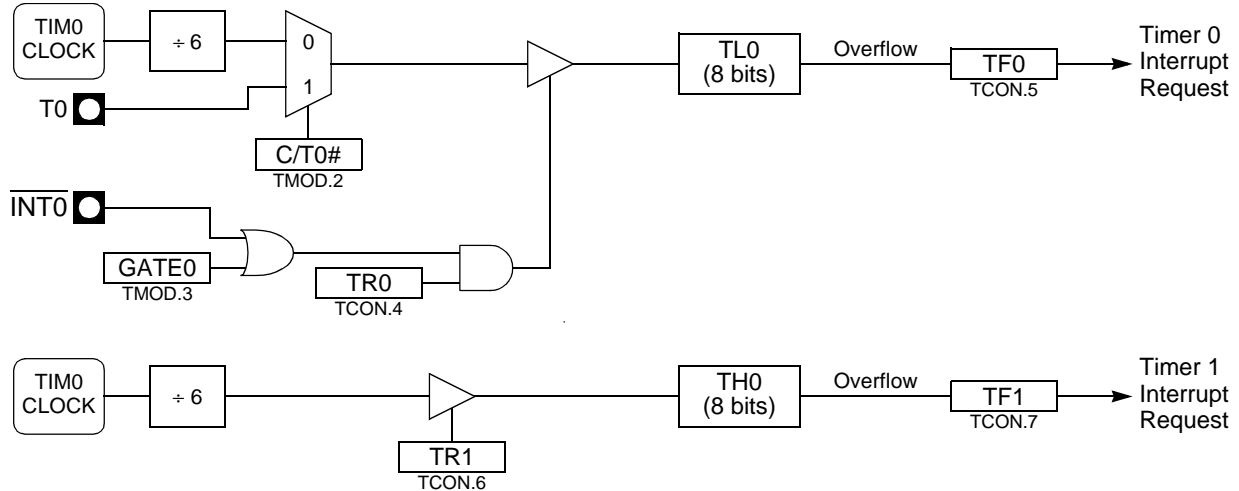 TIM0
CLOCK
÷ 6
0
1
T0
C/T0#
TMOD.2
TL0
(8 bits)
Overflow
TF0
TCON.5
Timer 0
Interrupt
Request
INT0
GATE0
TMOD.3
TR0
TCON.4
TIM0
CLOCK
÷ 6
TR1
TCON.6
TH0
(8 bits)
Overflow
TF1
TCON.7
Timer 1
Interrupt
Request